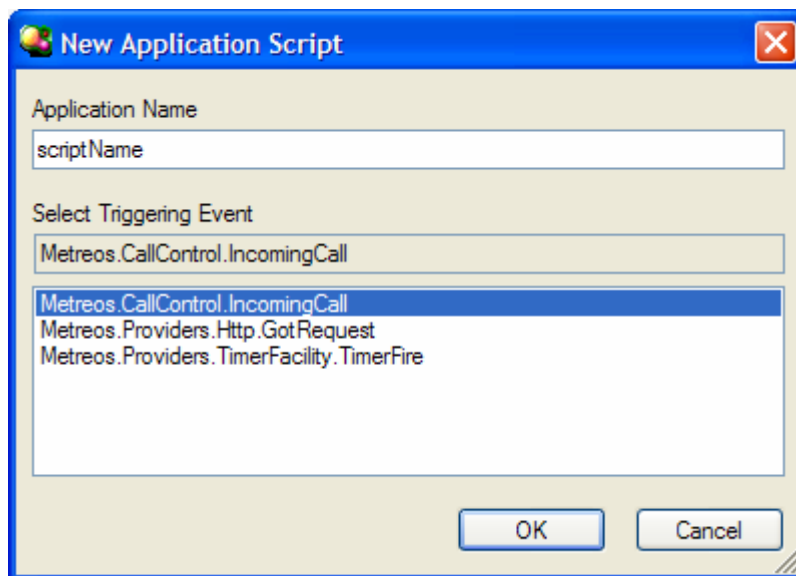 New Application Script
Application Name
scriptName
Select Triggering Event
Metreos.CallControl.IncomingCall
Metreos.CallControl.IncomingCall
Metreos.Providers.Http.GotRequest
Metreos.Providers.TimerFacility.TimerFire
OK Cancel